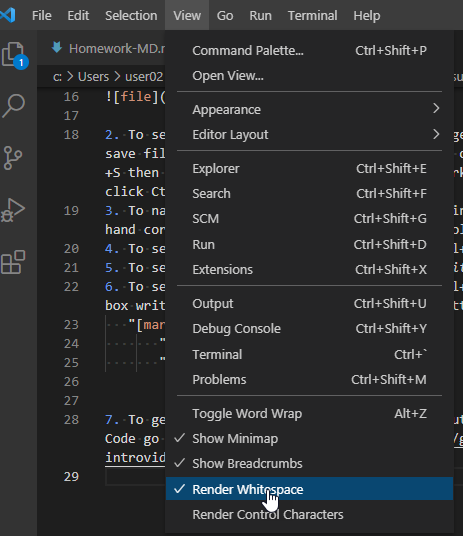 File Edit Selection View Go Run Terminal Help
Homework-MD.
c: > Users > user02
1
16 ![file](
17
18 2. To se
save fil
+S then
click Ct
19 3. To na
hand con
20 4. To se
21 5. To se
22 6. To se
box writ
23 "[mar
24 "
25 "
26
27
28 7. To ge
Code go
introvid
29
Command Palette... Ctrl+Shift+P
Open View...
Appearance >
Editor Layout >
Explorer Ctrl+Shift+E
Search Ctrl+Shift+F
SCM Ctrl+Shift+G
Run Ctrl+Shift+D
Extensions Ctrl+Shift+X
Output Ctrl+Shift+U
Debug Console Ctrl+Shift+Y
Terminal Ctrl+`
Problems Ctrl+Shift+M
Toggle Word Wrap Alt+Z
✓ Show Minimap
✓ Show Breadcrumbs
✓ Render Whitespace
Render Control Characters